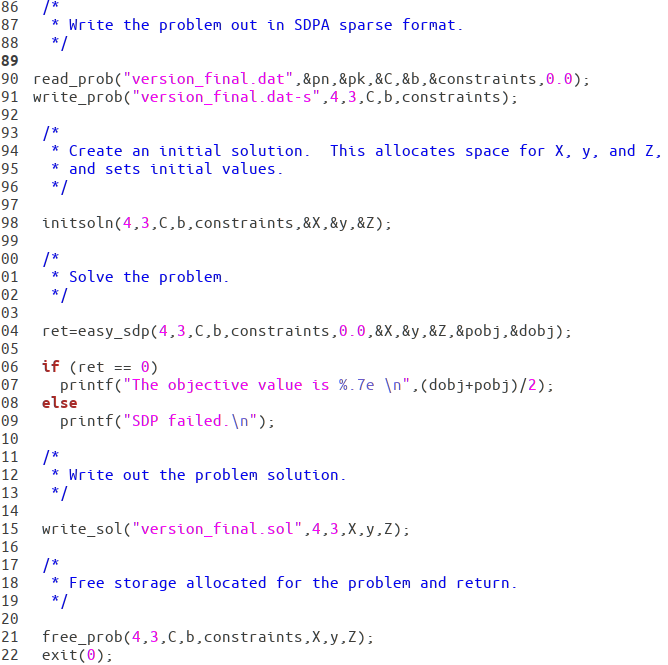 86 /*
87 * Write the problem out in SDPA sparse format.
88 */
89
90 read_prob("version_final.dat",&pn,&pk,&C,&b,&constraints,0.0);
91 write_prob("version_final.dat-s",4,3,C,b,constraints);
92
93 /*
94 * Create an initial solution.  This allocates space for X, y, and Z,
95 * and sets initial values.
96 */
97
98 initsoln(4,3,C,b,constraints,&X,&y,&Z);
99
00 /*
01 * Solve the problem.
02 */
03
04 ret=easy_sdp(4,3,C,b,constraints,0.0,&X,&y,&Z,&pobj,&dobj);
05
06 if (ret == 0)
07 printf("The objective value is %.7e \n",(dobj+pobj)/2);
08 else
09 printf("SDP failed.\n");
10
11 /*
12 * Write out the problem solution.
13 */
14
15 write_sol("version_final.sol",4,3,X,y,Z);
16
17 /*
18 * Free storage allocated for the problem and return.
19 */
20
21 free_prob(4,3,C,b,constraints,X,y,Z);
22 exit(0);